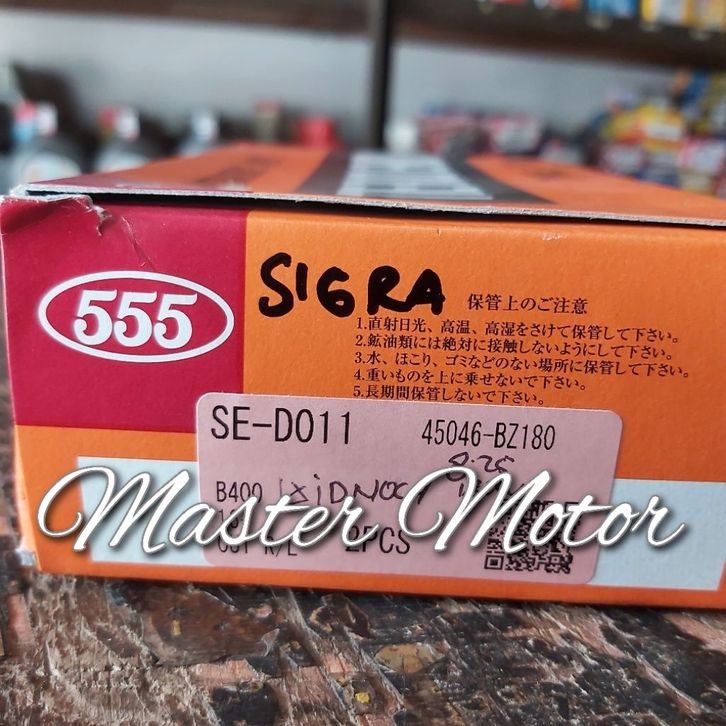 555
SIGRA
保管上のご注意
1.直射日光、高温、高湿をさけて保管して下さい。
2.鉱油類には絶対に接触しないようにして下さい。
3.水、ほこり、ゴミなどのない場所に保管して下さい。
4.重いものを上に乗せないで下さい。
5.長期間保管しないで下さい。
SE-D011 45046-BZ180
B400
Master Motor
R/L 2PCS